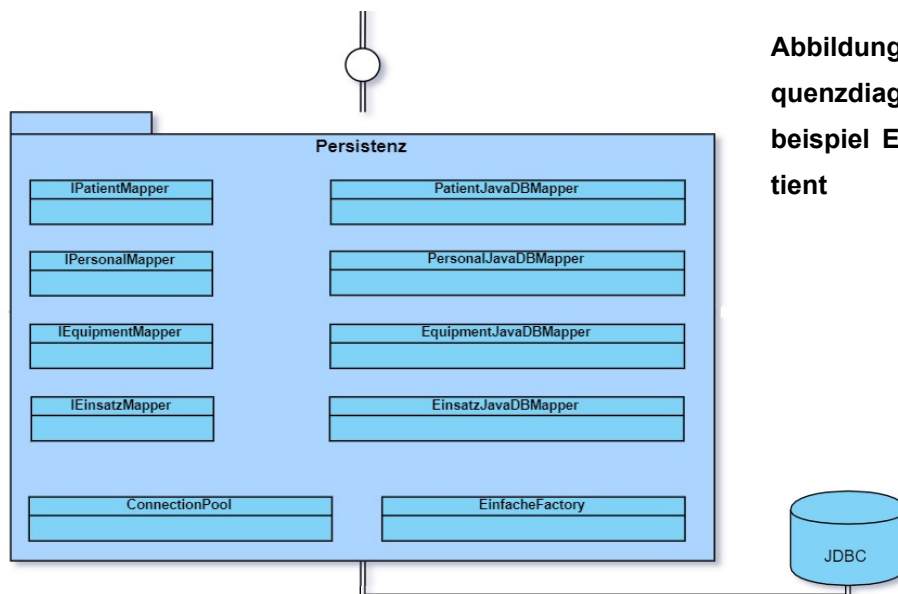 Persistenz
IPatientMapper
PatientJavaDBMapper
IPersonalMapper
PersonalJavaDBMapper
IEquipmentMapper
EquipmentJavaDBMapper
IEinsatzMapper
EinsatzJavaDBMapper
ConnectionPool
EinfacheFactory
JDBC
Abbildung
quenzdiag
beispiel E
tient